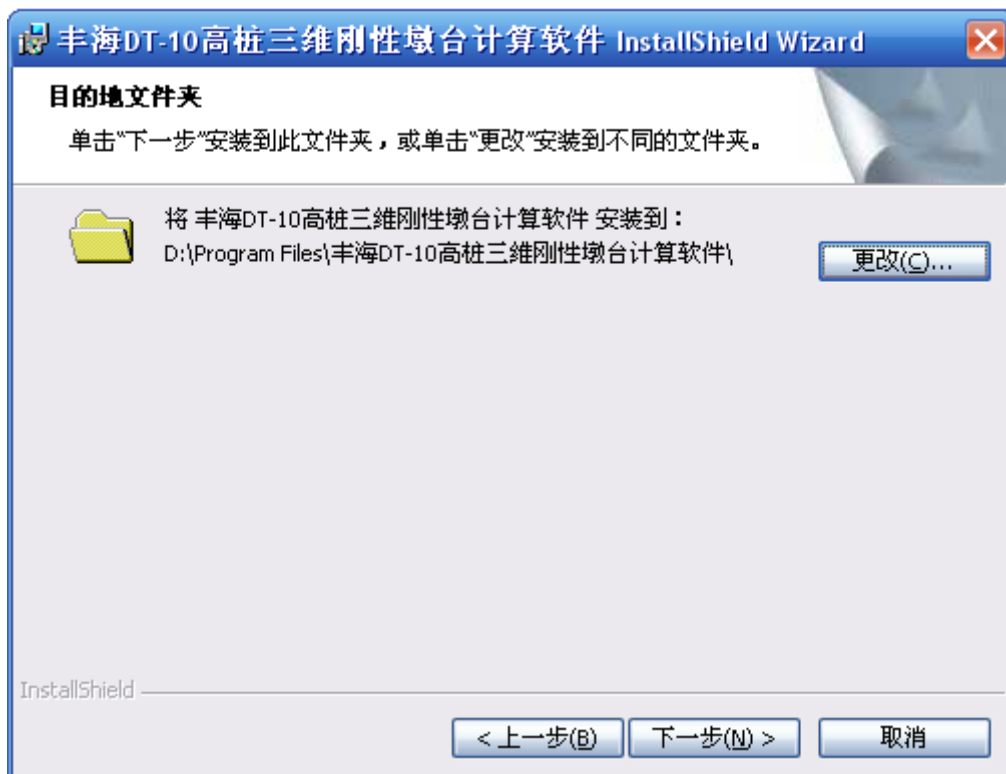 丰海DT-10高桩三维刚性墩台计算软件 InstallShield Wizard
目的地文件夹
单击“下一步”安装到此文件夹，或单击“更改”安装到不同的文件夹。
将 丰海DT-10高桩三维刚性墩台计算软件 安装到：
D:\Program Files\丰海DT-10高桩三维刚性墩台计算软件\
更改(C)...
InstallShield
< 上一步(B)
下一步(N) >
取消